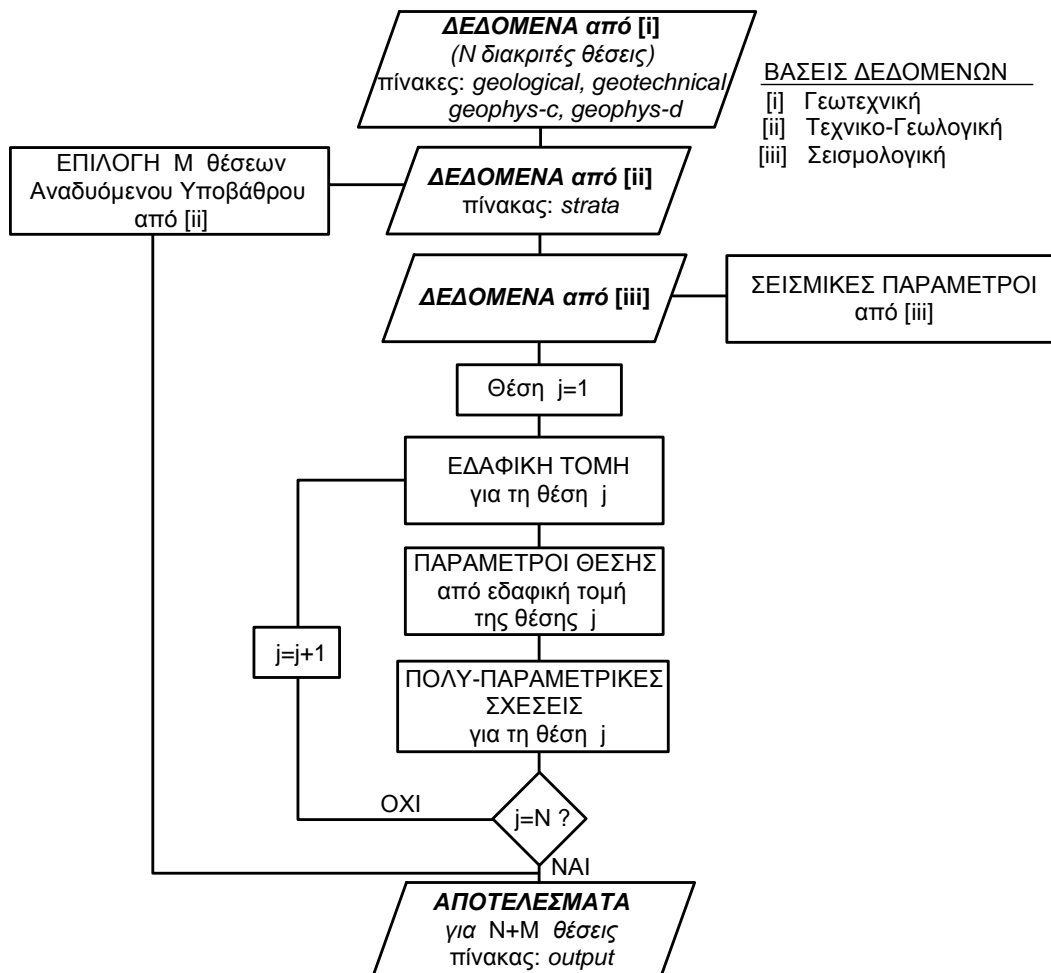 ΔΕΔΟΜΕΝΑ από [i]
(N διακριτές θέσεις)
πίνακες: geological, geotechnical
geophys-c, geophys-d
ΒΑΣΕΙΣ ΔΕΔΟΜΕΝΩΝ
[i] Γεωτεχνική
[ii] Τεχνικο-Γεωλογική
[iii] Σεισμολογική
ΕΠΙΛΟΓΗ Μ θέσεων
Αναδυόμενου Υποβάθρου
από [ii]
ΔΕΔΟΜΕΝΑ από [ii]
πίνακας: strata
ΔΕΔΟΜΕΝΑ από [iii]
ΣΕΙΣΜΙΚΕΣ ΠΑΡΑΜΕΤΡΟΙ
από [iii]
Θέση j=1
ΕΔΑΦΙΚΗ ΤΟΜΗ
για τη θέση j
ΠΑΡΑΜΕΤΡΟΙ ΘΕΣΗΣ
από εδαφική τομή
της θέσης j
j=j+1
ΠΟΛΥ-ΠΑΡΑΜΕΤΡΙΚΕΣ
ΣΧΕΣΕΙΣ
για τη θέση j
ΟΧΙ
j=N ?
ΝΑΙ
ΑΠΟΤΕΛΕΣΜΑΤΑ
για N+M θέσεις
πίνακας: output